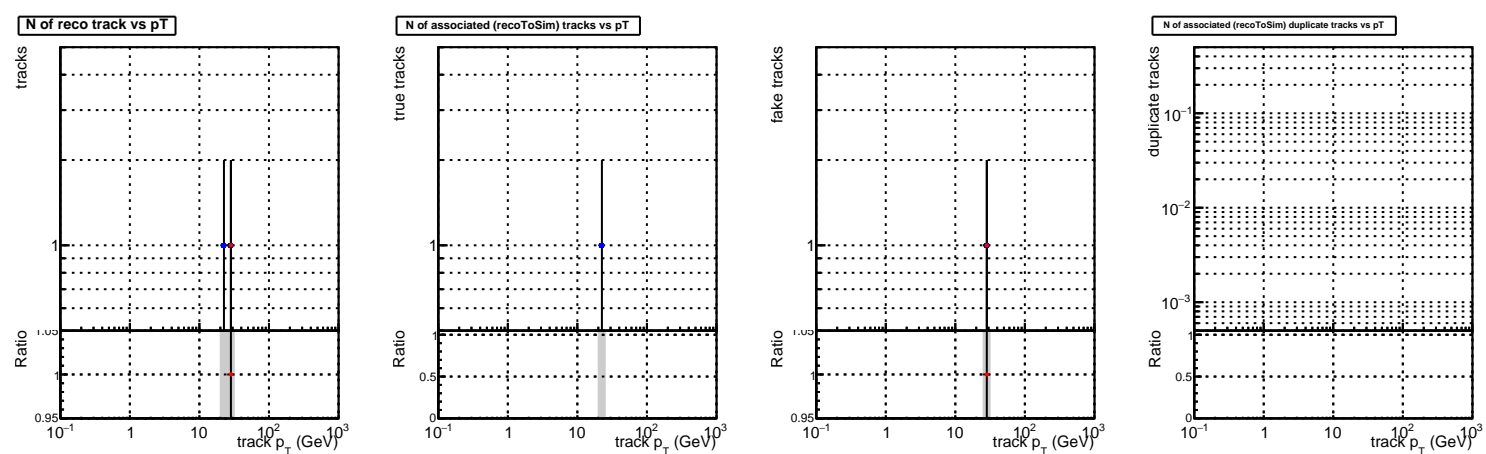 N of reco track vs pT
tracks
1
1.05
Ratio
1
0.95
10⁻¹ 1 10 10² 10³
track p_T (GeV)
N of associated (recoToSim) tracks vs pT
true tracks
1
Ratio
1
0.5
0
10⁻¹ 1 10 10² 10³
track p_T (GeV)
fake tracks
1
1.05
Ratio
1
0.95
10⁻¹ 1 10 10² 10³
track p_T (GeV)
N of associated (recoToSim) duplicate tracks vs pT
duplicate tracks
10⁻¹
10⁻²
10⁻³
Ratio
1
0.5
0
10⁻¹ 1 10 10² 10³
track p_T (GeV)